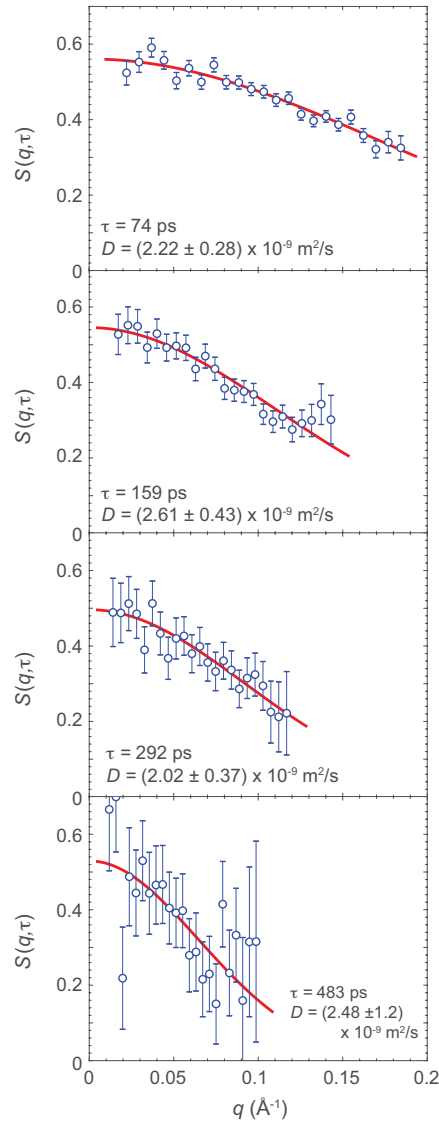 0.6
0.4
0.2
0
S(q,τ)
τ = 74 ps
D = (2.22 ± 0.28) x 10⁻⁹ m²/s
0.6
0.4
0.2
0
S(q,τ)
τ = 159 ps
D = (2.61 ± 0.43) x 10⁻⁹ m²/s
0.6
0.4
0.2
0
S(q,τ)
τ = 292 ps
D = (2.02 ± 0.37) x 10⁻⁹ m²/s
0.6
0.4
0.2
0
S(q,τ)
τ = 483 ps
D = (2.48 ±1.2)
x 10⁻⁹ m²/s
0 0.05 0.1 0.15 0.2
q (Å⁻¹)